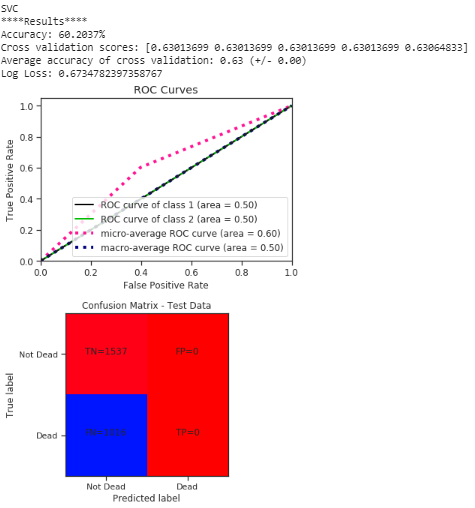 SVC
****Results****
Accuracy: 60.2037%
Cross validation scores: [0.63013699 0.63013699 0.63013699 0.63013699 0.63064833]
Average accuracy of cross validation: 0.63 (+/- 0.00)
Log Loss: 0.6734782397358767
ROC Curves
1.0
0.8
0.6
0.4
0.2
0.0
True Positive Rate
ROC curve of class 1 (area = 0.50)
ROC curve of class 2 (area = 0.50)
micro-average ROC curve (area = 0.60)
macro-average ROC curve (area = 0.50)
0.0 0.2 0.4 0.6 0.8 1.0
False Positive Rate
Confusion Matrix - Test Data
True label
Not Dead
TN=1537 FP=0
Dead
TP=0
Not Dead Dead
Predicted label